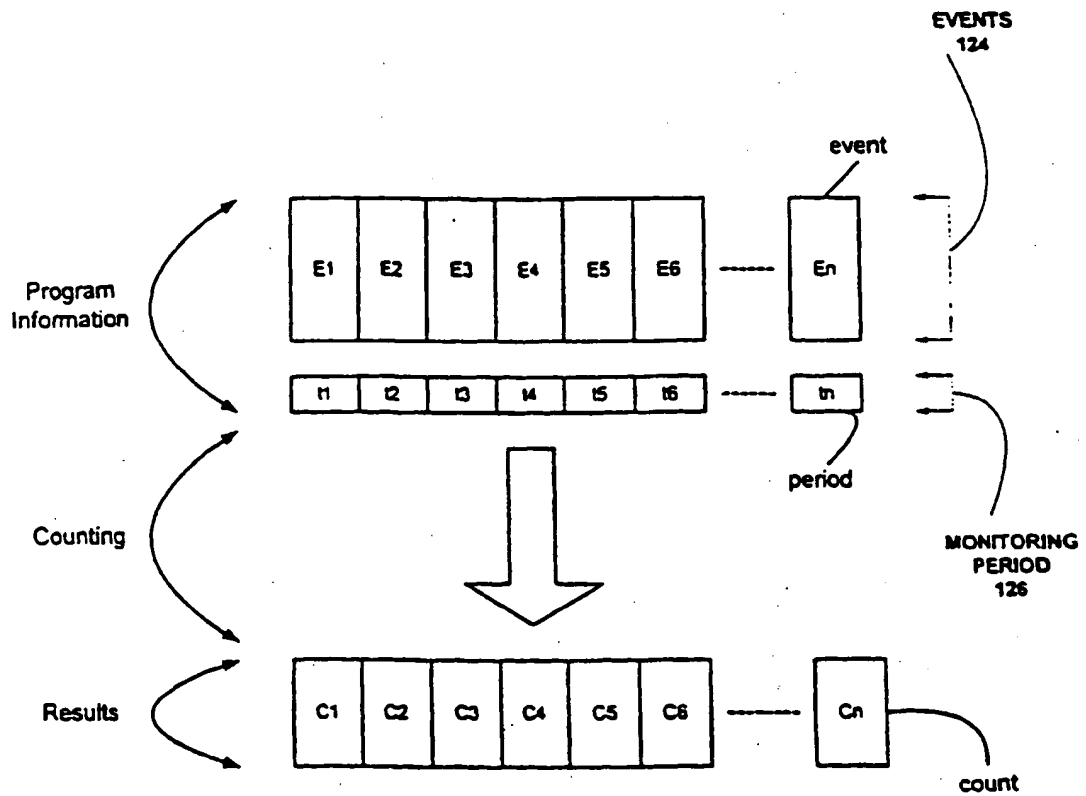 EVENTS
124
event
E1 E2 E3 E4 E5 E6 En
Program
Information
t1 t2 t3 t4 t5 t6 tn
period
Counting
MONITORING
PERIOD
126
C1 C2 C3 C4 C5 C6 Cn
Results
count